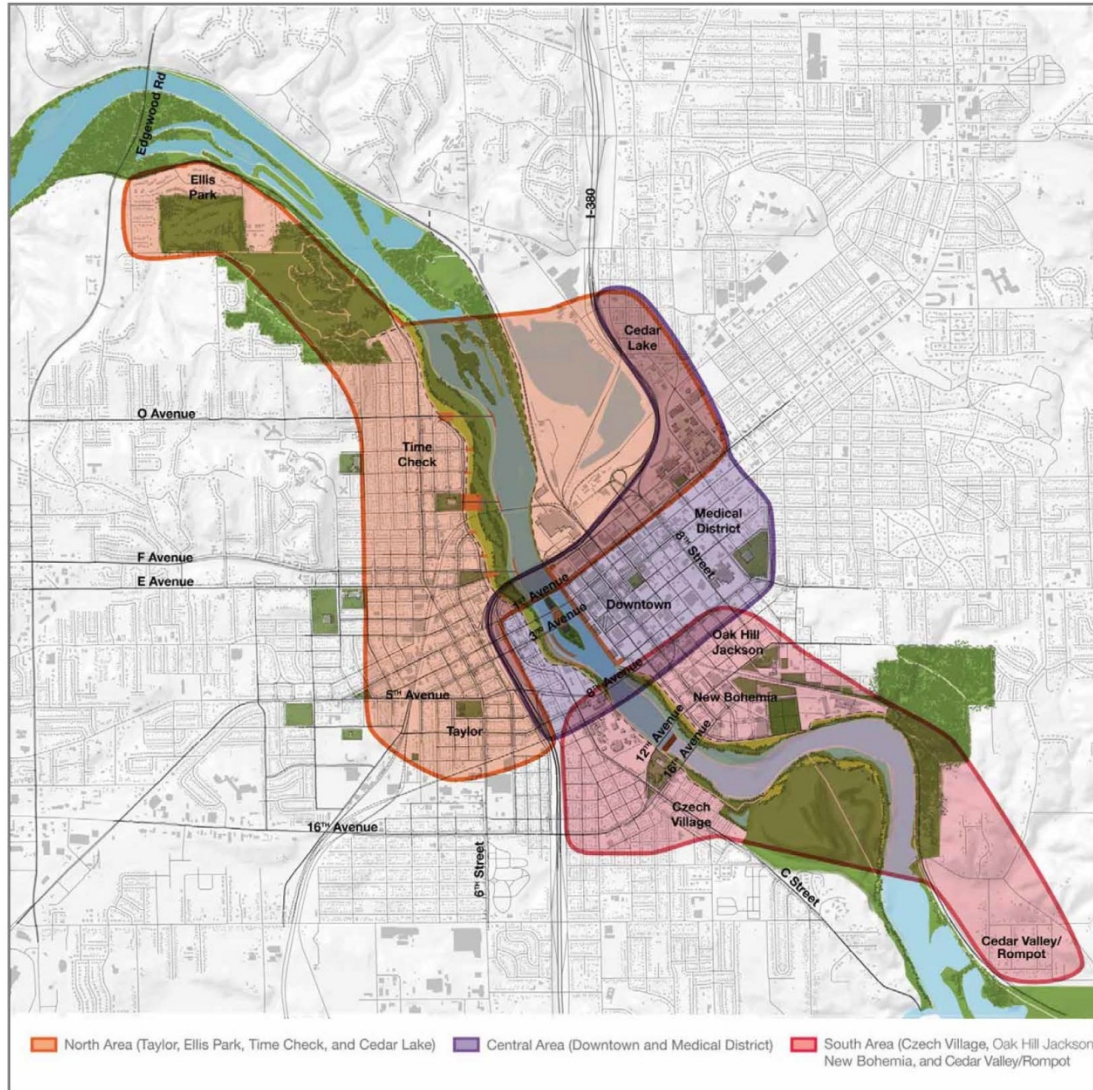 Edgewood Rd
Ellis
Park
I-380
Cedar
Lake
O Avenue
Time
Check
Medical
District
8TH Street
F Avenue
E Avenue
1ST Avenue
3RD Avenue
Downtown
Oak Hill
Jackson
8TH Avenue
5TH Avenue
New Bohemia
Taylor
12TH Avenue
16TH Avenue
Czech
Village
16TH Avenue
6TH Street
C Street
Cedar Valley/
Rompot
North Area (Taylor, Ellis Park, Time Check, and Cedar Lake)
Central Area (Downtown and Medical District)
South Area (Czech Village, Oak Hill Jackson
New Bohemia, and Cedar Valley/Rompot